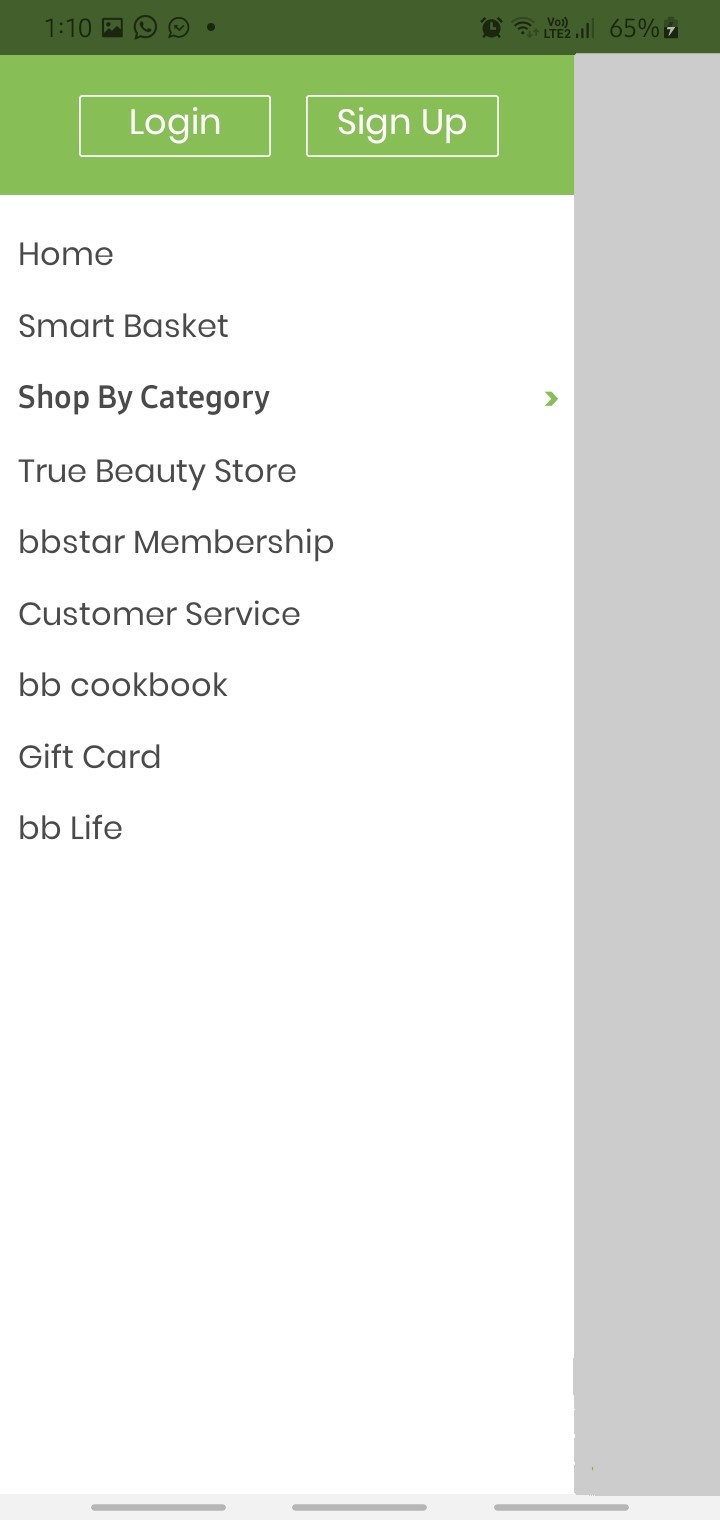 1:10 Vo)) LTE2 65%
Login Sign Up
Home
Smart Basket
Shop By Category
True Beauty Store
bbstar Membership
Customer Service
bb cookbook
Gift Card
bb Life